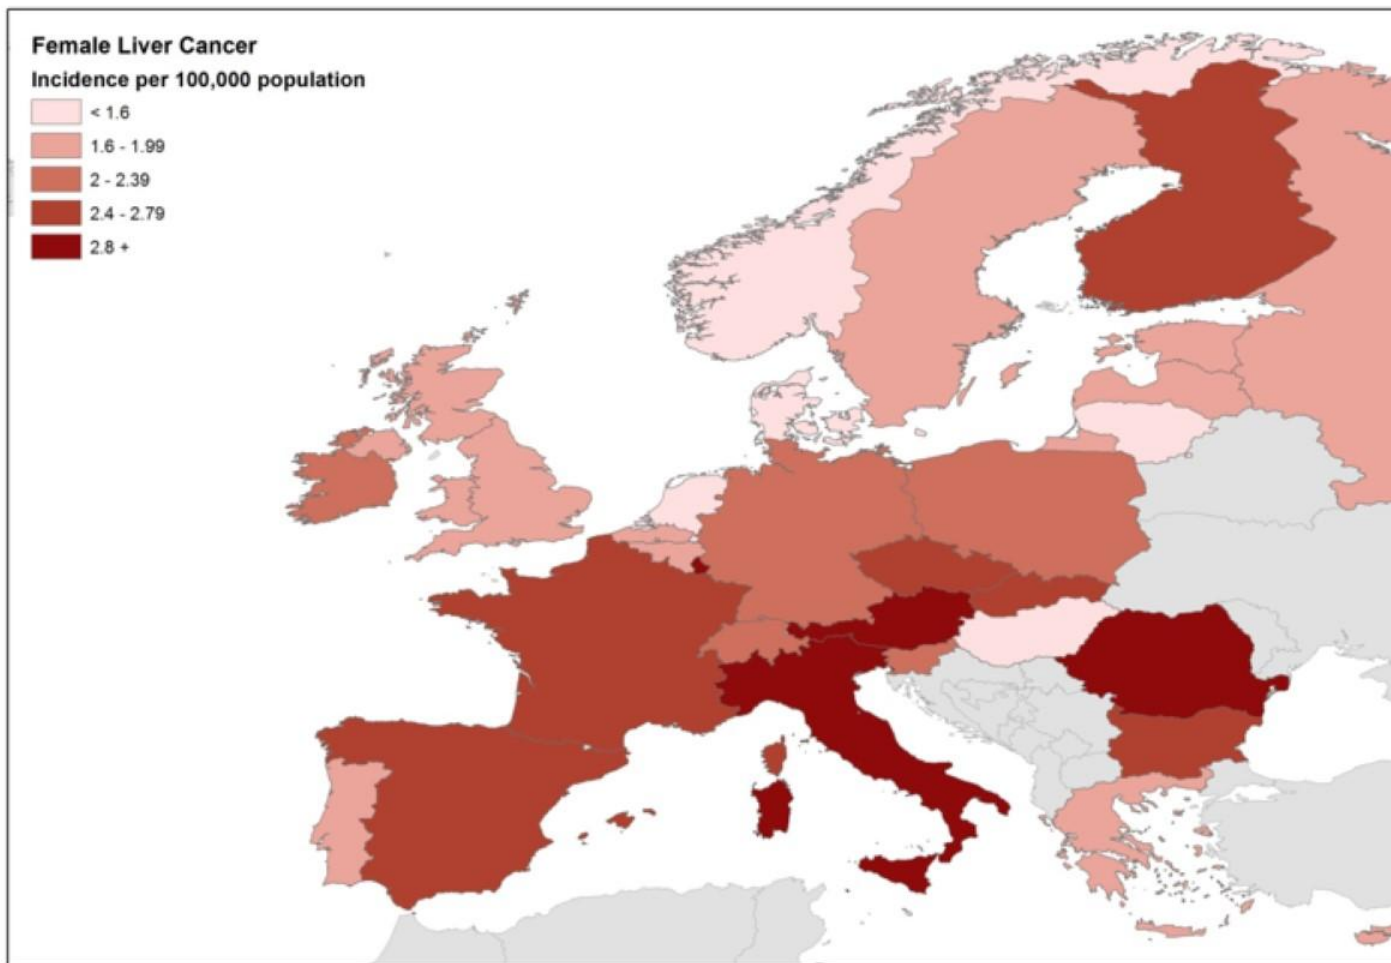 Female Liver Cancer
Incidence per 100,000 population
< 1.6
1.6 - 1.99
2 - 2.39
2.4 - 2.79
2.8 +